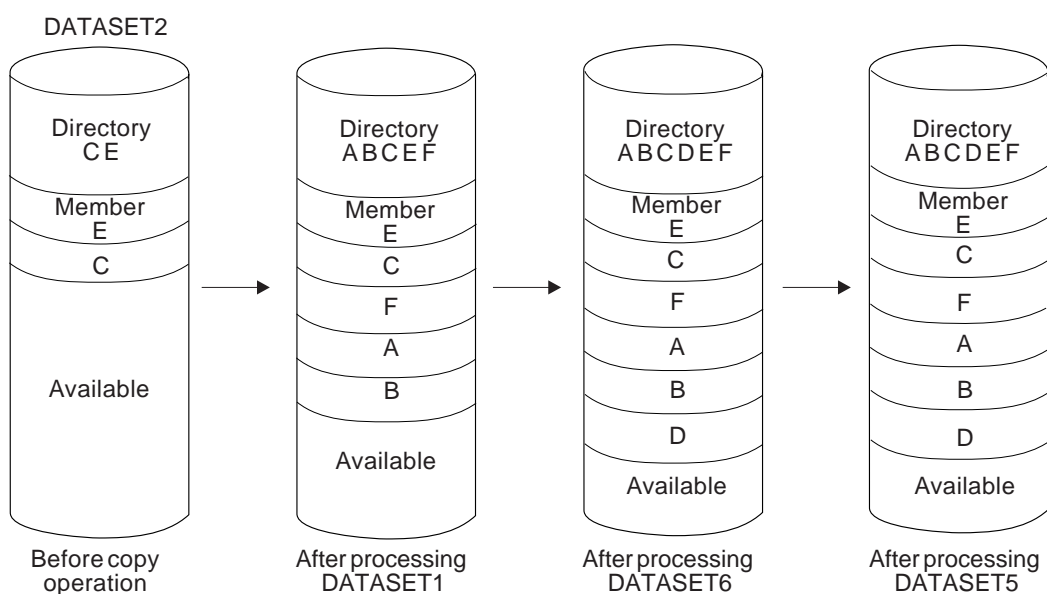 DATASET2
Directory
C E
Member
E
C
Available
Before copy
operation
Directory
A B C E F
Member
E
C
F
A
B
Available
After processing
DATASET1
Directory
A B C D E F
Member
E
C
F
A
B
D
Available
After processing
DATASET6
Directory
A B C D E F
Member
E
C
F
A
B
D
Available
After processing
DATASET5